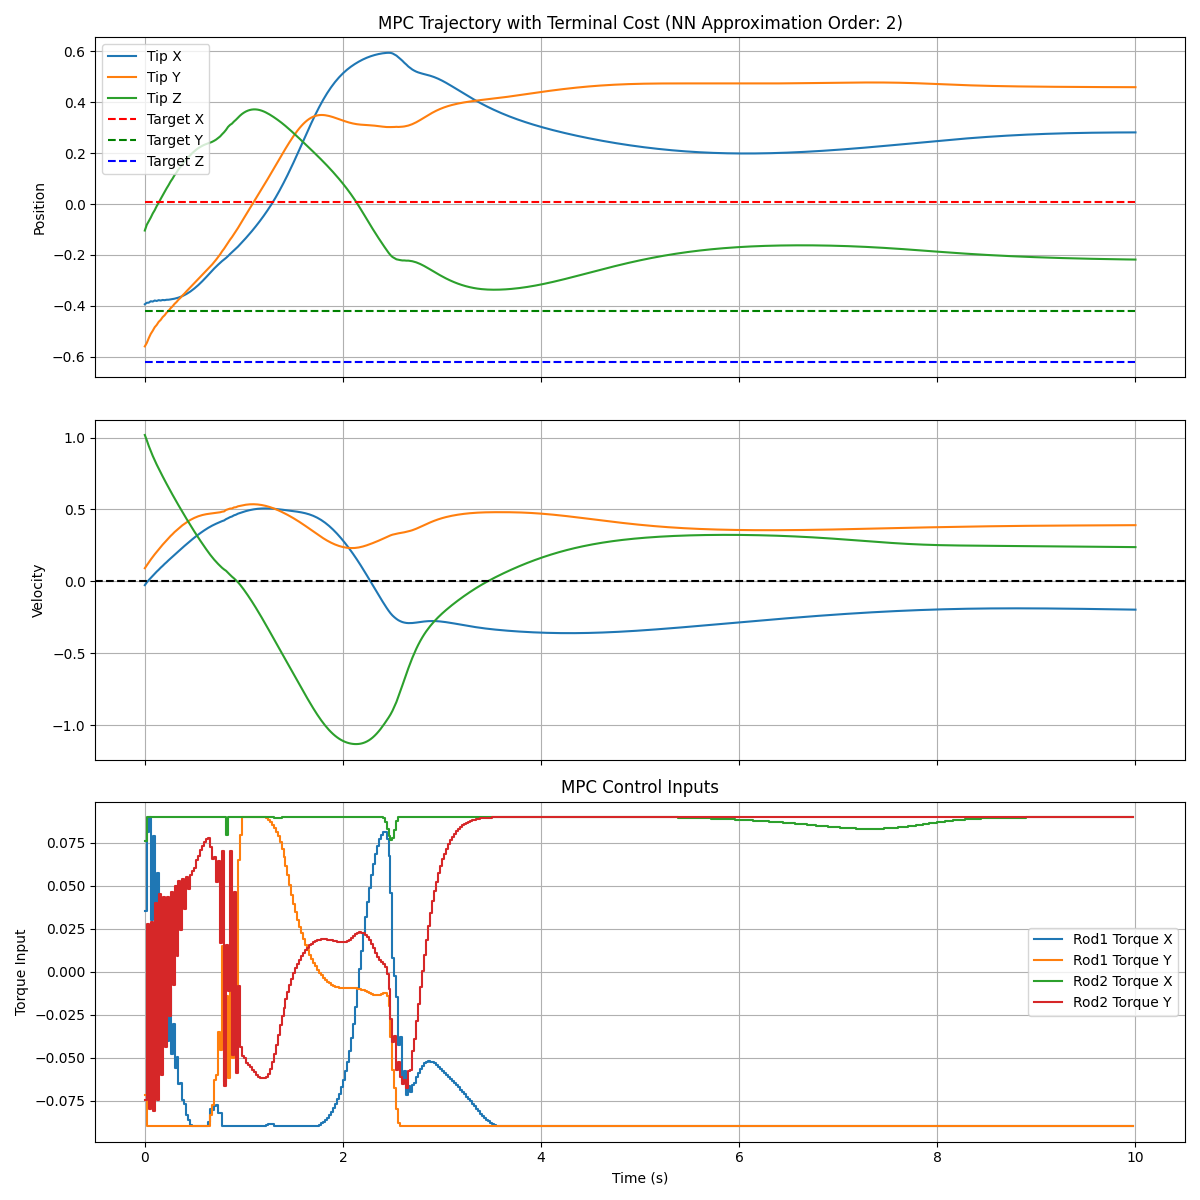 MPC Trajectory with Terminal Cost (NN Approximation Order: 2)
Position
0.6
0.4
0.2
0.0
−0.2
−0.4
−0.6
Tip X
Tip Y
Tip Z
Target X
Target Y
Target Z
Velocity
1.0
0.5
0.0
−0.5
−1.0
MPC Control Inputs
Torque Input
0.075
0.050
0.025
0.000
−0.025
−0.050
−0.075
Rod1 Torque X
Rod1 Torque Y
Rod2 Torque X
Rod2 Torque Y
0 2 4 6 8 10
Time (s)